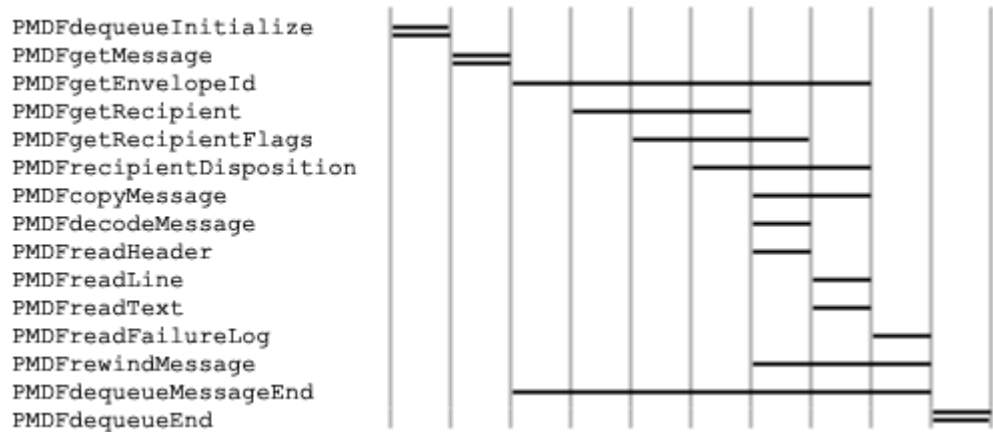 PMDFdequeueInitialize
PMDFgetMessage
PMDFgetEnvelopeId
PMDFgetRecipient
PMDFgetRecipientFlags
PMDFrecipientDisposition
PMDFcopyMessage
PMDFdecodeMessage
PMDFreadHeader
PMDFreadLine
PMDFreadText
PMDFreadFailureLog
PMDFrewindMessage
PMDFdequeueMessageEnd
PMDFdequeueEnd